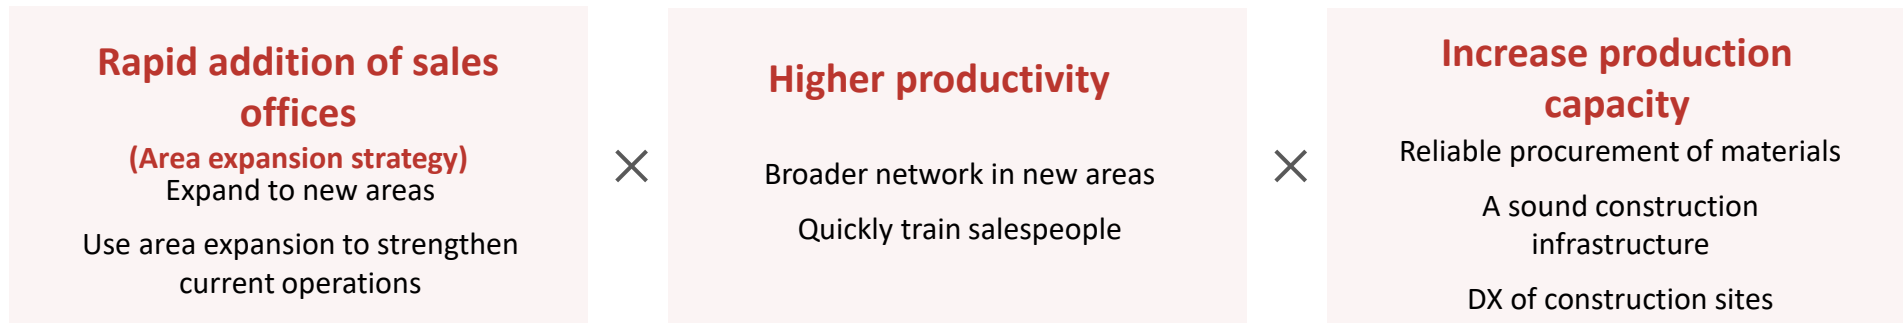 Rapid addition of sales
offices
(Area expansion strategy)
Expand to new areas
Use area expansion to strengthen
current operations
×
Higher productivity
Broader network in new areas
Quickly train salespeople
×
Increase production
capacity
Reliable procurement of materials
A sound construction
infrastructure
DX of construction sites